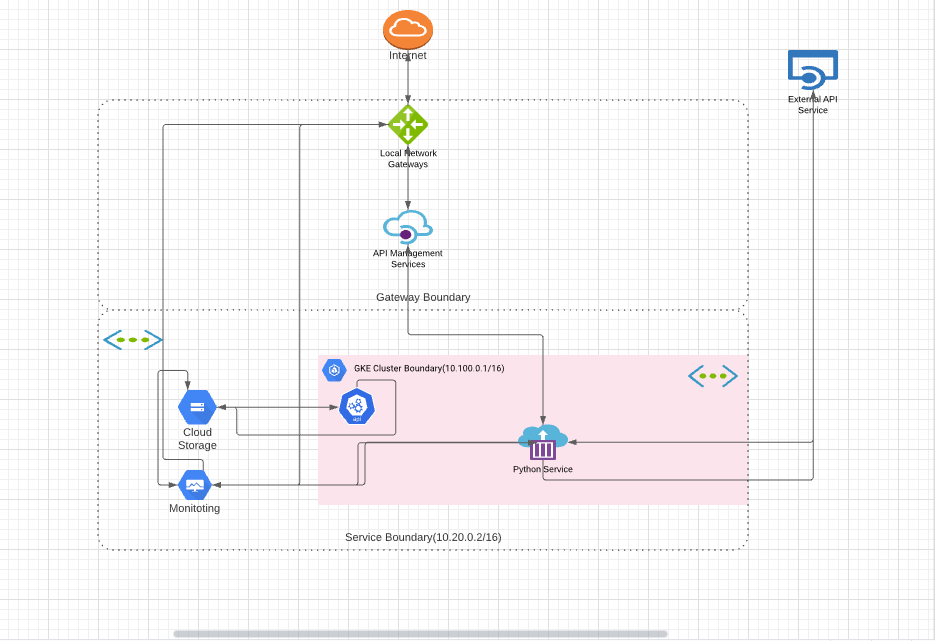 Internet
External API
Service
Local Network
Gateways
API Management
Services
Gateway Boundary
GKE Cluster Boundary(10.100.0.1/16)
api
Cloud
Storage
Python Service
Monitoting
Service Boundary(10.20.0.2/16)